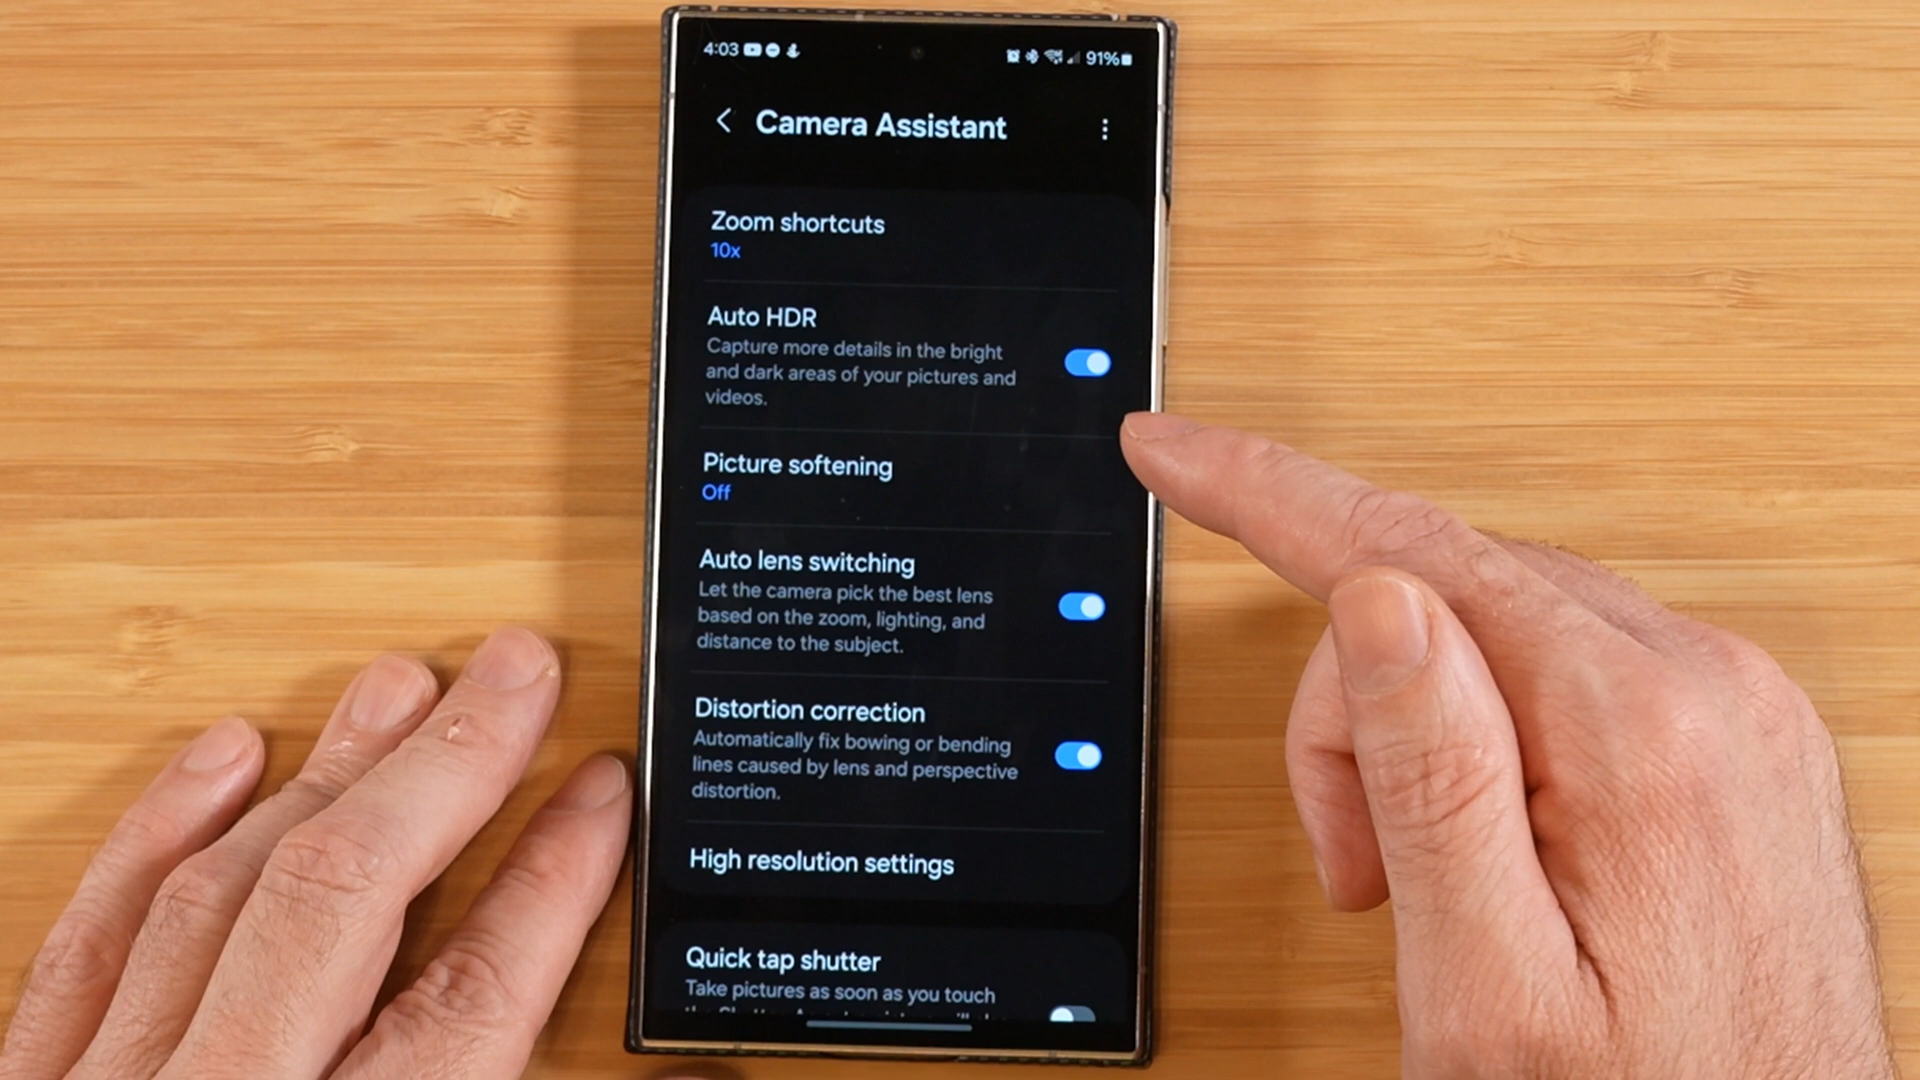 4:03
91%
Camera Assistant
Zoom shortcuts
10x
Auto HDR
Capture more details in the bright
and dark areas of your pictures and
videos.
Picture softening
Off
Auto lens switching
Let the camera pick the best lens
based on the zoom, lighting, and
distance to the subject.
Distortion correction
Automatically fix bowing or bending
lines caused by lens and perspective
distortion.
High resolution settings
Quick tap shutter
Take pictures as soon as you touch